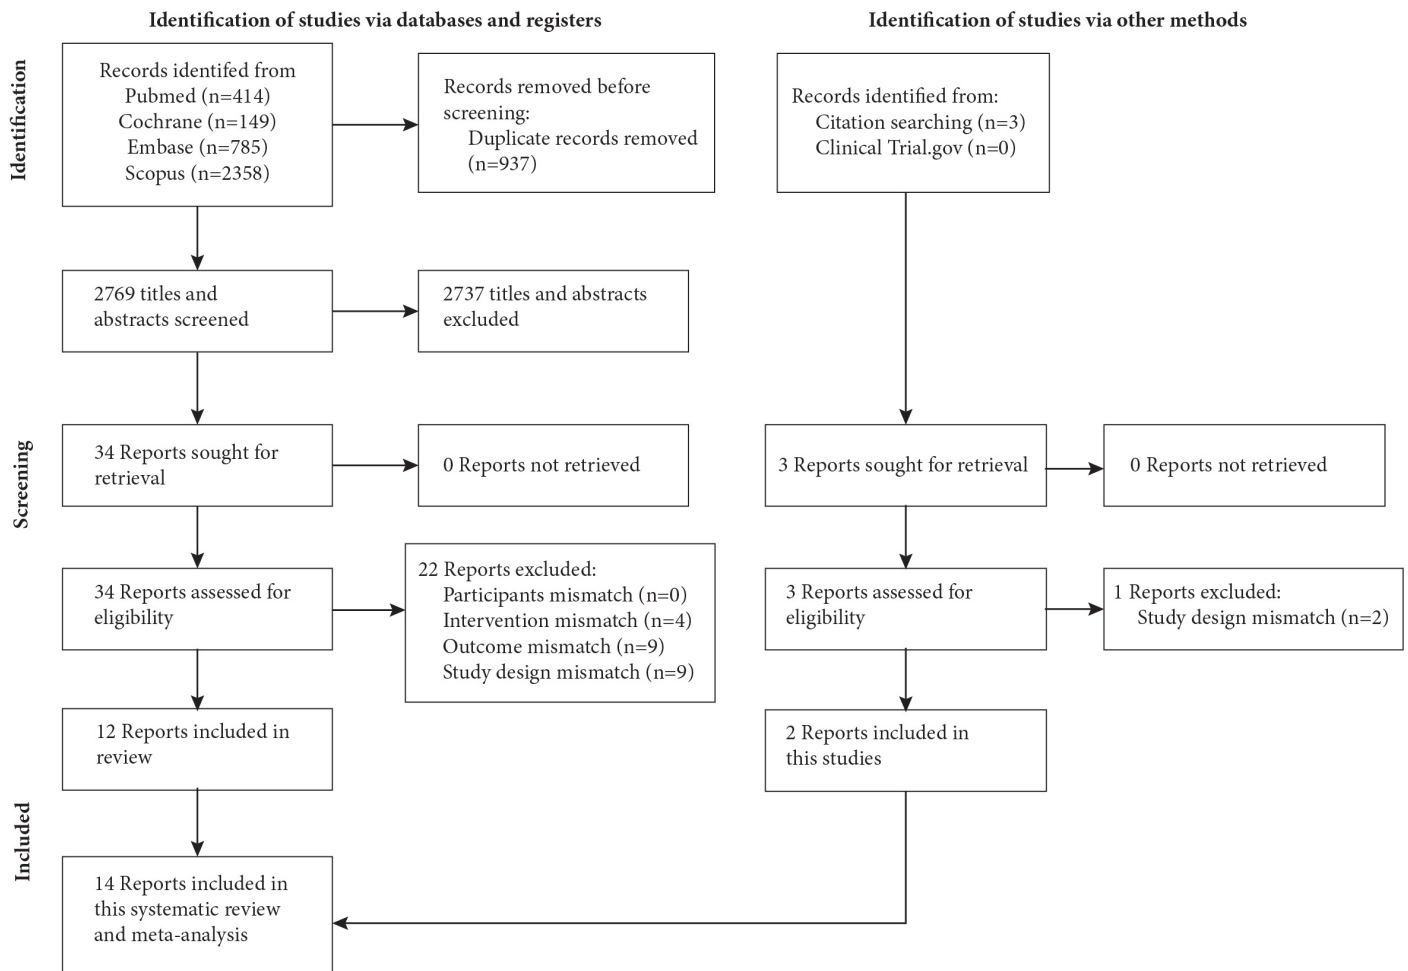 Identification of studies via databases and registers
Identification of studies via other methods
Identification
Records identifed from
Pubmed (n=414)
Cochrane (n=149)
Embase (n=785)
Scopus (n=2358)
Records removed before
screening:
Duplicate records removed
(n=937)
Records identified from:
Citation searching (n=3)
Clinical Trial.gov (n=0)
2769 titles and
abstracts screened
2737 titles and abstracts
excluded
Screening
34 Reports sought for
retrieval
0 Reports not retrieved
3 Reports sought for retrieval
0 Reports not retrieved
34 Reports assessed for
eligibility
22 Reports excluded:
Participants mismatch (n=0)
Intervention mismatch (n=4)
Outcome mismatch (n=9)
Study design mismatch (n=9)
3 Reports assessed for
eligibility
1 Reports excluded:
Study design mismatch (n=2)
12 Reports included in
review
2 Reports included in
this studies
Included
14 Reports included in
this systematic review
and meta-analysis